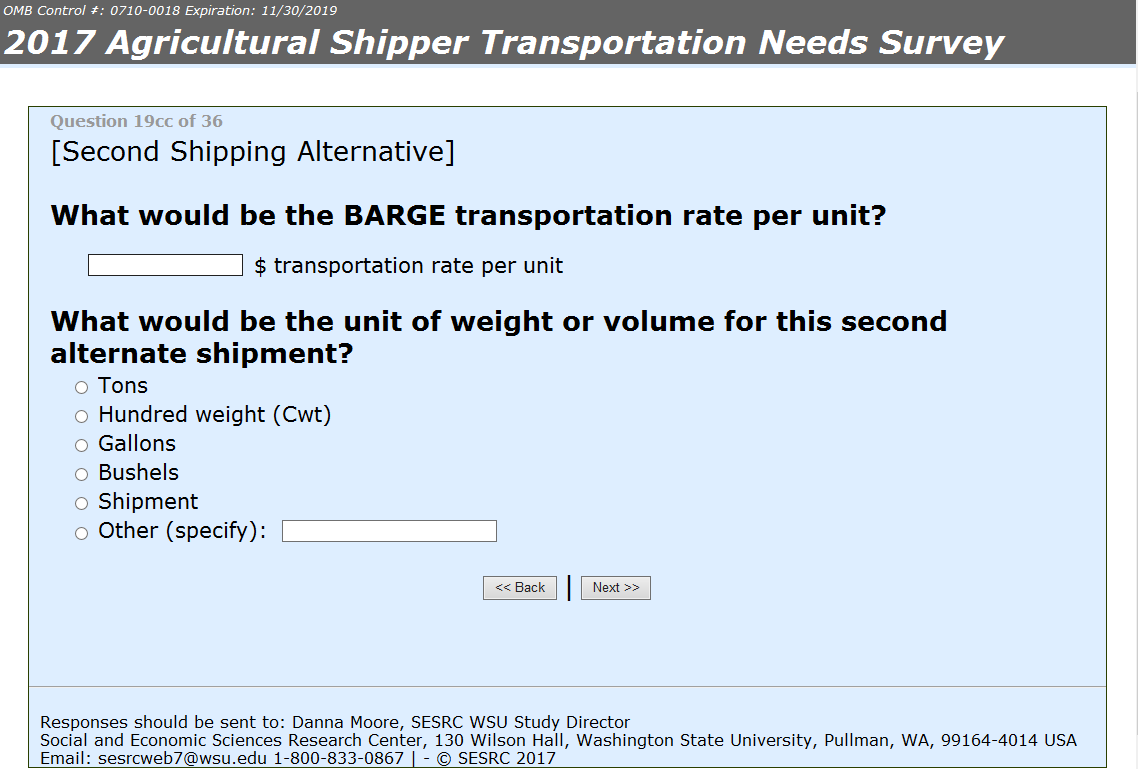 OMB Control #: 0710-0018 Expiration: 11/30/2019
2017 Agricultural Shipper Transportation Needs Survey
Question 19cc of 36
[Second Shipping Alternative]
What would be the BARGE transportation rate per unit?
$ transportation rate per unit
What would be the unit of weight or volume for this second
alternate shipment?
Tons
Hundred weight (Cwt)
Gallons
Bushels
Shipment
Other (specify):
<< Back | Next >>
Responses should be sent to: Danna Moore, SESRC WSU Study Director
Social and Economic Sciences Research Center, 130 Wilson Hall, Washington State University, Pullman, WA, 99164-4014 USA
Email: sesrcweb7@wsu.edu 1-800-833-0867 | - © SESRC 2017